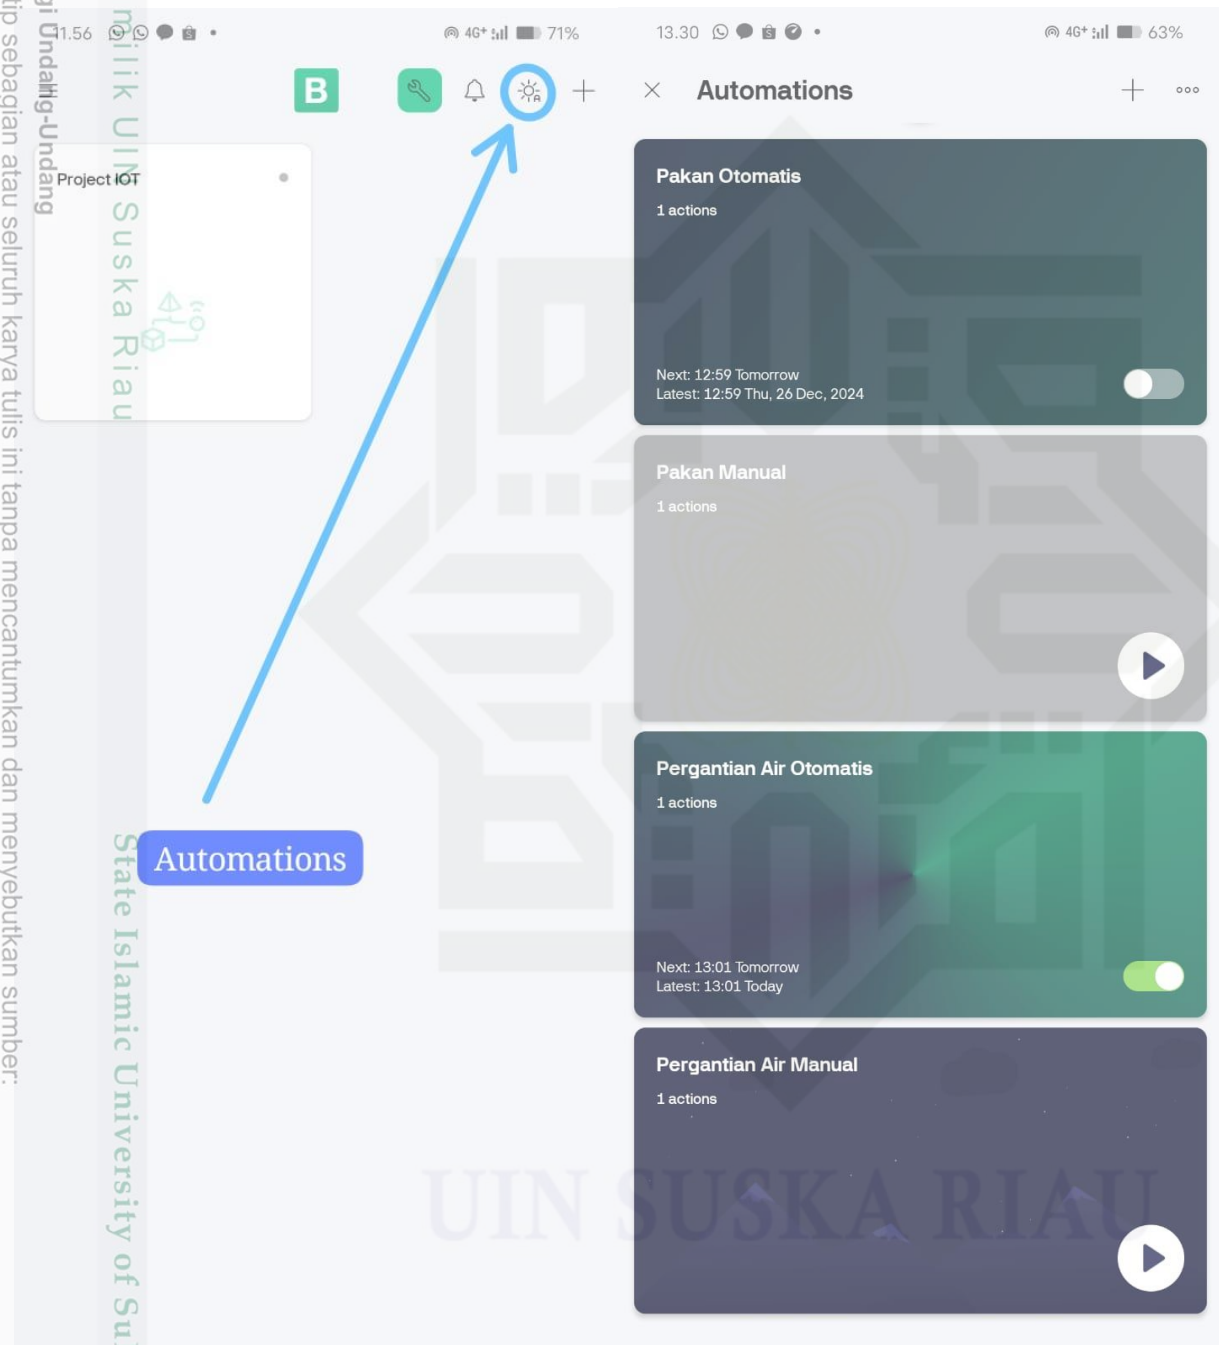 11.56
4G+ 71%
B
Project IOT
Automations
13.30
4G+ 63%
Automations
Pakan Otomatis
1 actions
Next: 12:59 Tomorrow
Latest: 12:59 Thu, 26 Dec, 2024
Pakan Manual
1 actions
Pergantian Air Otomatis
1 actions
Next: 13:01 Tomorrow
Latest: 13:01 Today
Pergantian Air Manual
1 actions
UIN SUSKA RIAU
milik UIN Suska Riau
State Islamic University of
Undang-Undang
sebagian atau seluruh karya tulis ini tanpa mencantumkan dan menyebutkan sumber: